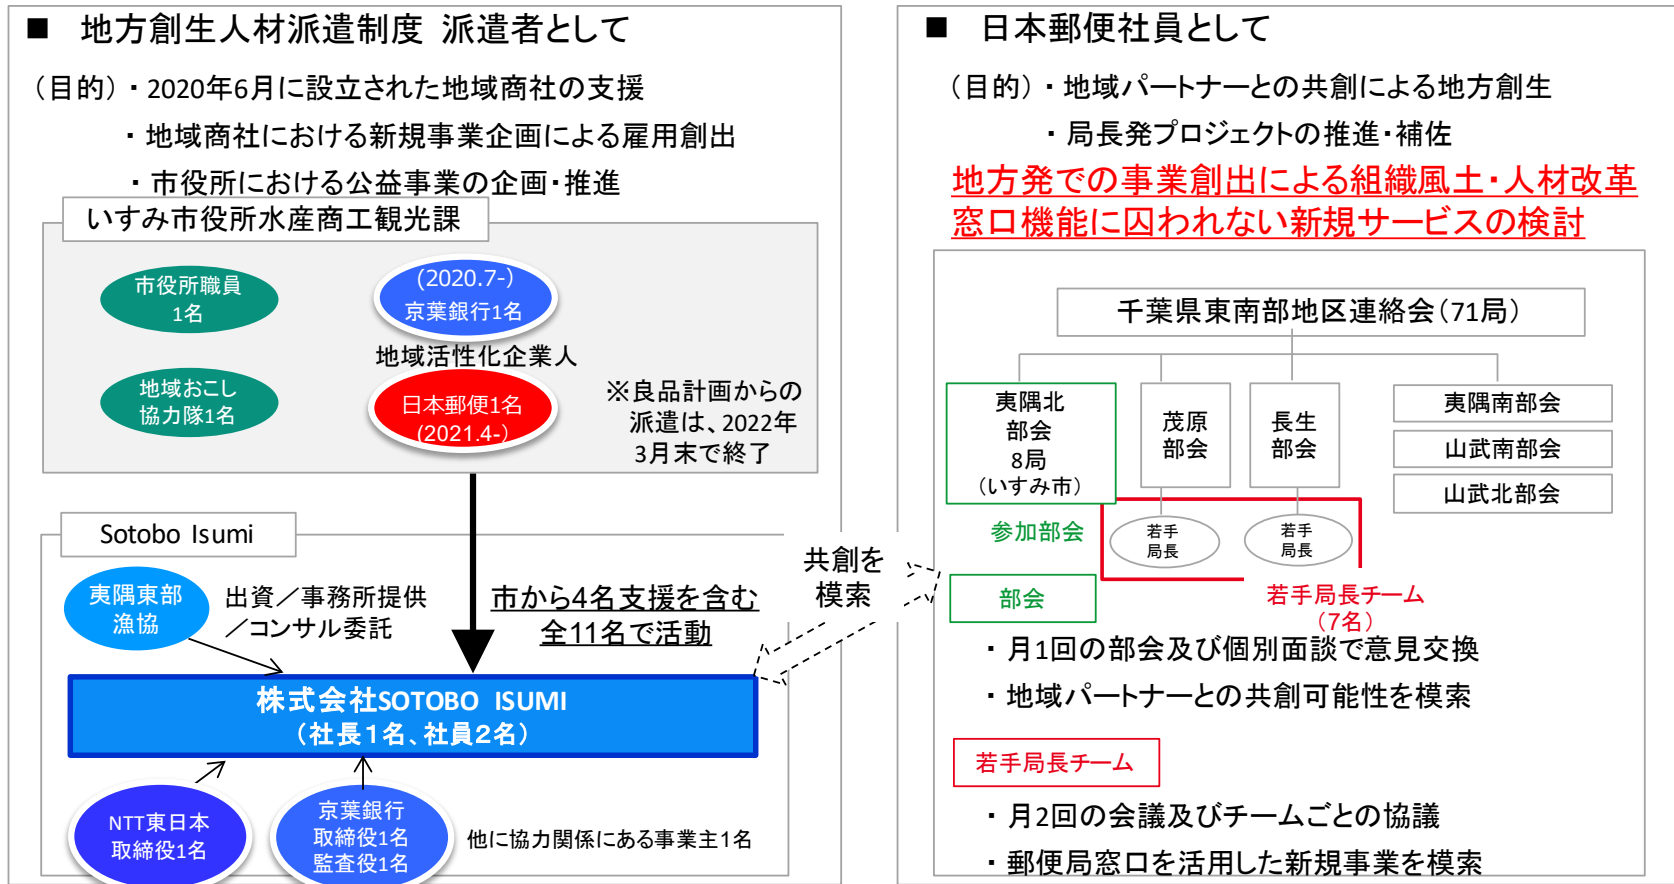 ■ 地方創生人材派遣制度 派遣者として
（目的）・2020年6月に設立された地域商社の支援
・地域商社における新規事業企画による雇用創出
・市役所における公益事業の企画・推進
いすみ市役所水産商工観光課
市役所職員
1名
(2020.7-)
京葉銀行1名
地域活性化企業人
地域おこし
協力隊1名
日本郵便1名
(2021.4-)
※良品計画からの
派遣は、2022年
3月末で終了
Sotobo Isumi
夷隅東部
漁協
出資／事務所提供
／コンサル委託
市から4名支援を含む
全11名で活動
株式会社SOTOBO ISUMI
（社長１名、社員２名）
NTT東日本
取締役1名
京葉銀行
取締役1名
監査役1名
他に協力関係にある事業主1名
共創を
模索
■ 日本郵便社員として
（目的）・地域パートナーとの共創による地方創生
・局長発プロジェクトの推進・補佐
地方発での事業創出による組織風土・人材改革
窓口機能に囚われない新規サービスの検討
千葉県東南部地区連絡会（71局）
夷隅北
部会
8局
（いすみ市）
茂原
部会
長生
部会
夷隅南部会
山武南部会
山武北部会
参加部会
若手
局長
若手
局長
部会
若手局長チーム
（7名）
・月1回の部会及び個別面談で意見交換
・地域パートナーとの共創可能性を模索
若手局長チーム
・月2回の会議及びチームごとの協議
・郵便局窓口を活用した新規事業を模索